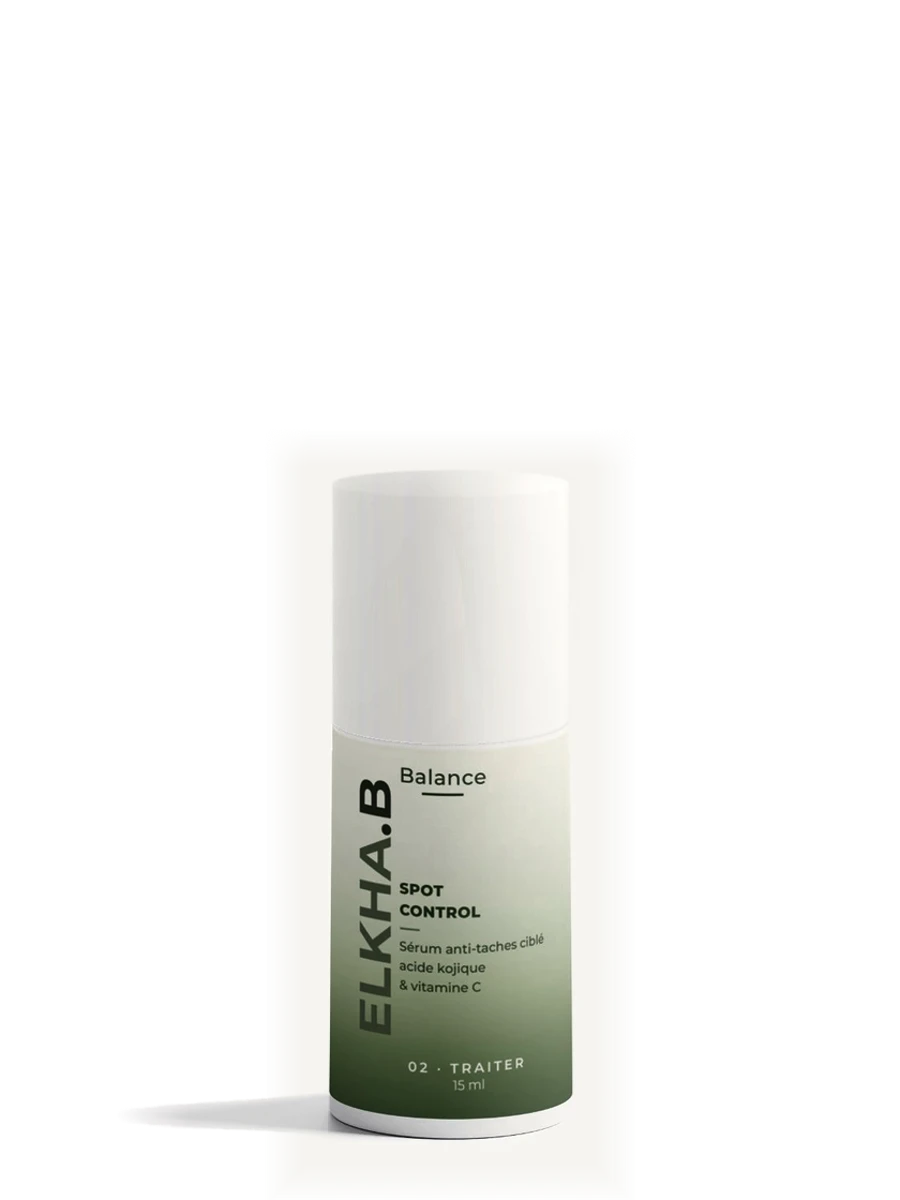 Balance
ELKHA.B
SPOT
CONTROL
Sérum anti-taches ciblé
acide kojique
& vitamine C
02 · TRAITER
15 ml